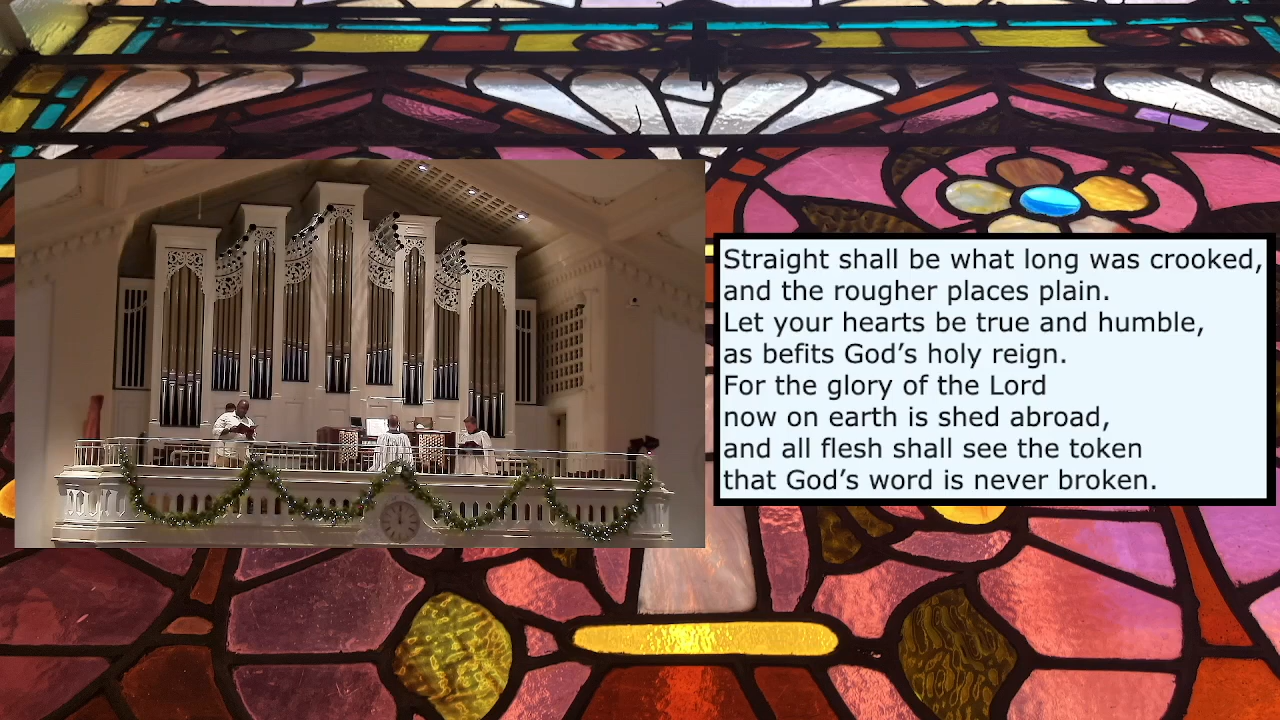 Straight shall be what long was crooked,
and the rougher places plain.
Let your hearts be true and humble,
as befits God’s holy reign.
For the glory of the Lord
now on earth is shed abroad,
and all flesh shall see the token
that God’s word is never broken.